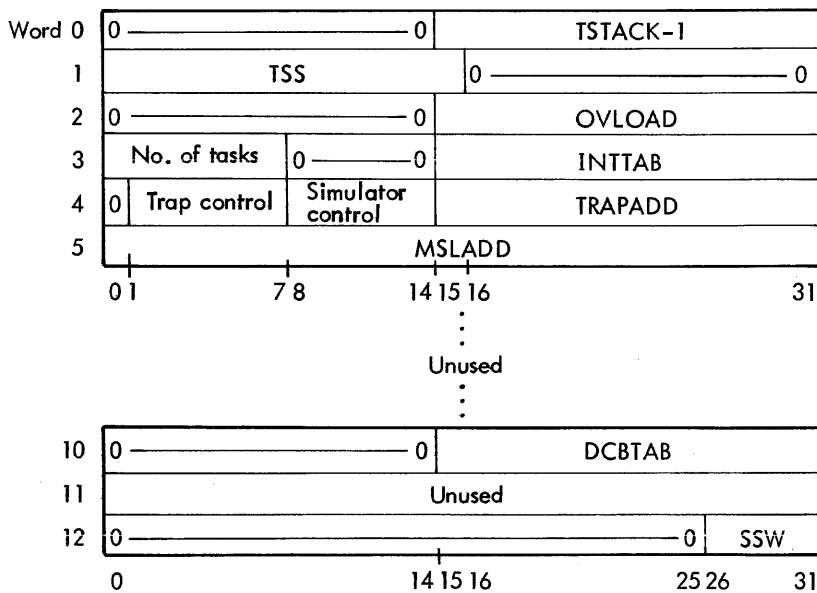 Word 0 0 0 TSTACK-1
1 TSS 0 0
2 0 0 OVLOAD
3 No. of tasks 0 0 INTTAB
4 0 Trap control Simulator control TRAPADD
5 MSLADD
0 1 7 8 14 15 16 31
Unused
10 0 0 DCBTAB
11 Unused
12 0 0 SSW
0 14 15 16 25 26 31